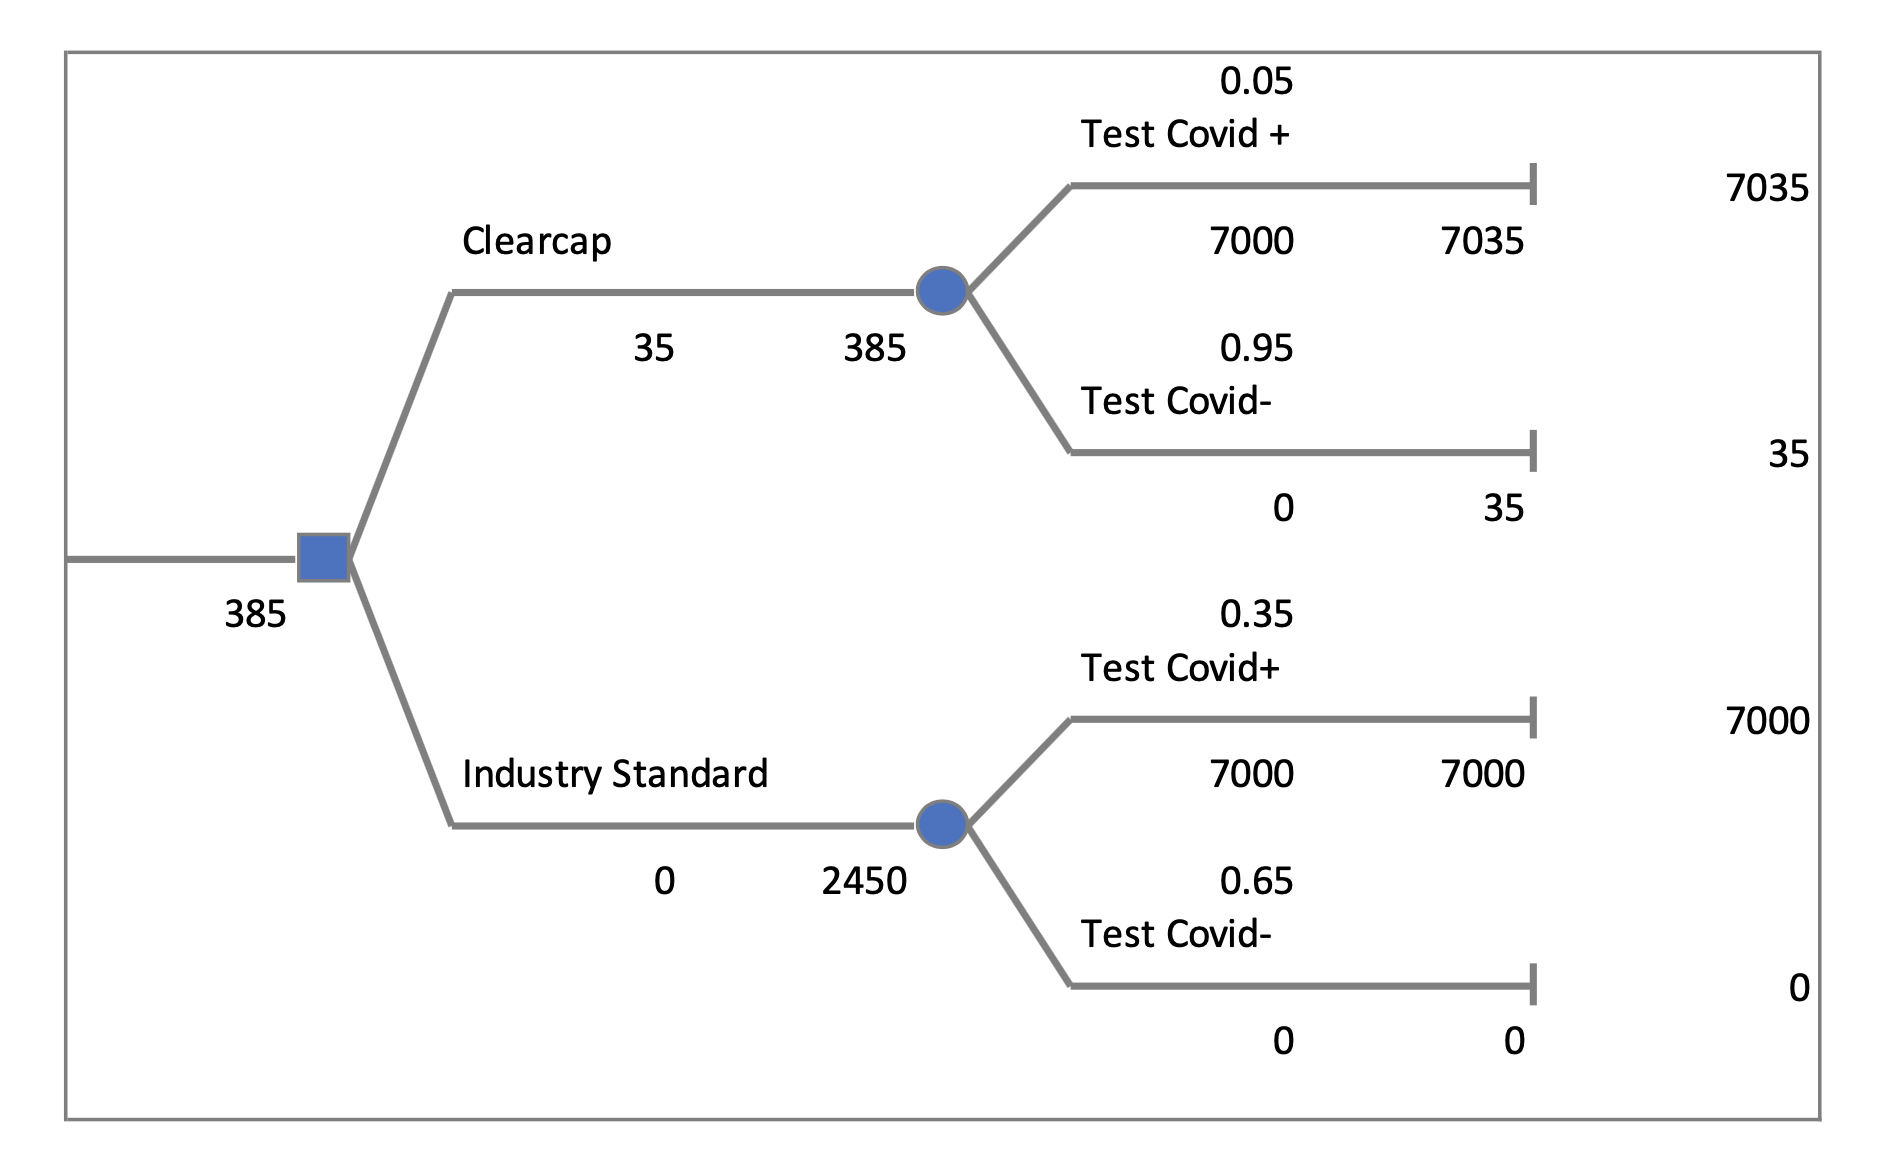 0.05
Test Covid +
7035
Clearcap
7000 7035
35 385
0.95
Test Covid-
35
0 35
385
0.35
Test Covid+
7000
Industry Standard
7000 7000
0 2450
0.65
Test Covid-
0
0 0